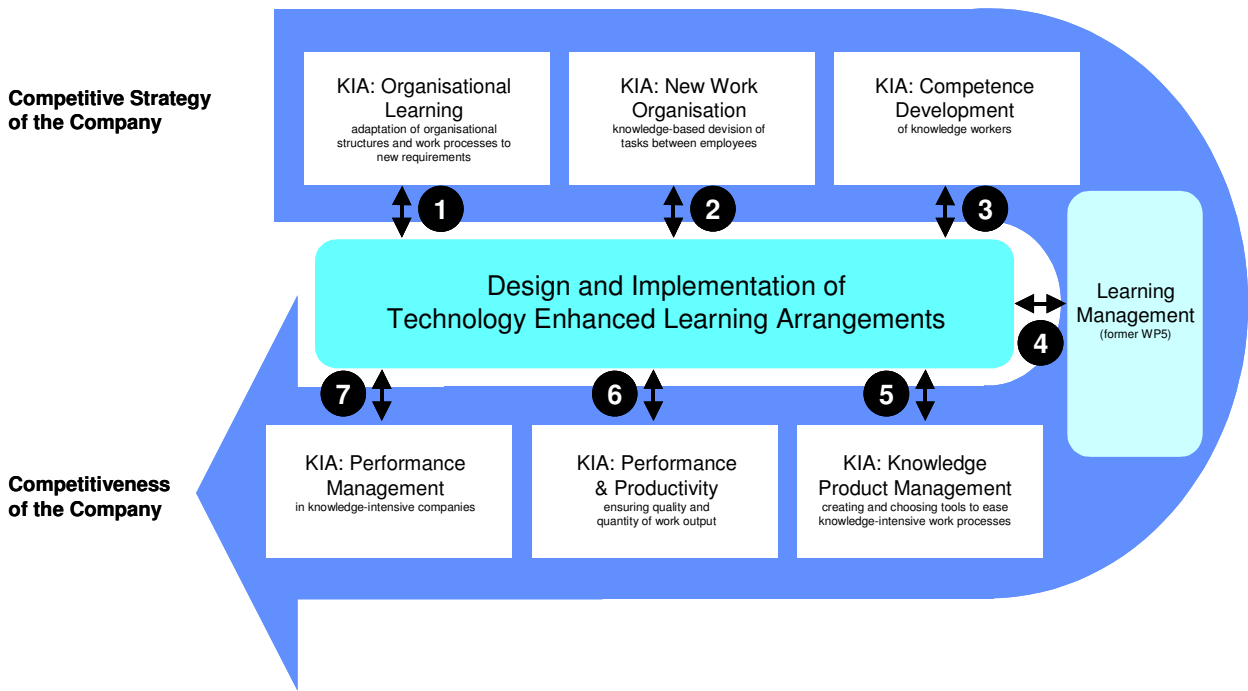 Competitive Strategy
of the Company
KIA: Organisational
Learning
adaptation of organisational
structures and work processes to
new requirements
KIA: New Work
Organisation
knowledge-based devision of
tasks between employees
KIA: Competence
Development
of knowledge workers
1
2
3
Design and Implementation of
Technology Enhanced Learning Arrangements
Learning
Management
(former WP5)
4
7
6
5
Competitiveness
of the Company
KIA: Performance
Management
in knowledge-intensive companies
KIA: Performance
& Productivity
ensuring quality and
quantity of work output
KIA: Knowledge
Product Management
creating and choosing tools to ease
knowledge-intensive work processes